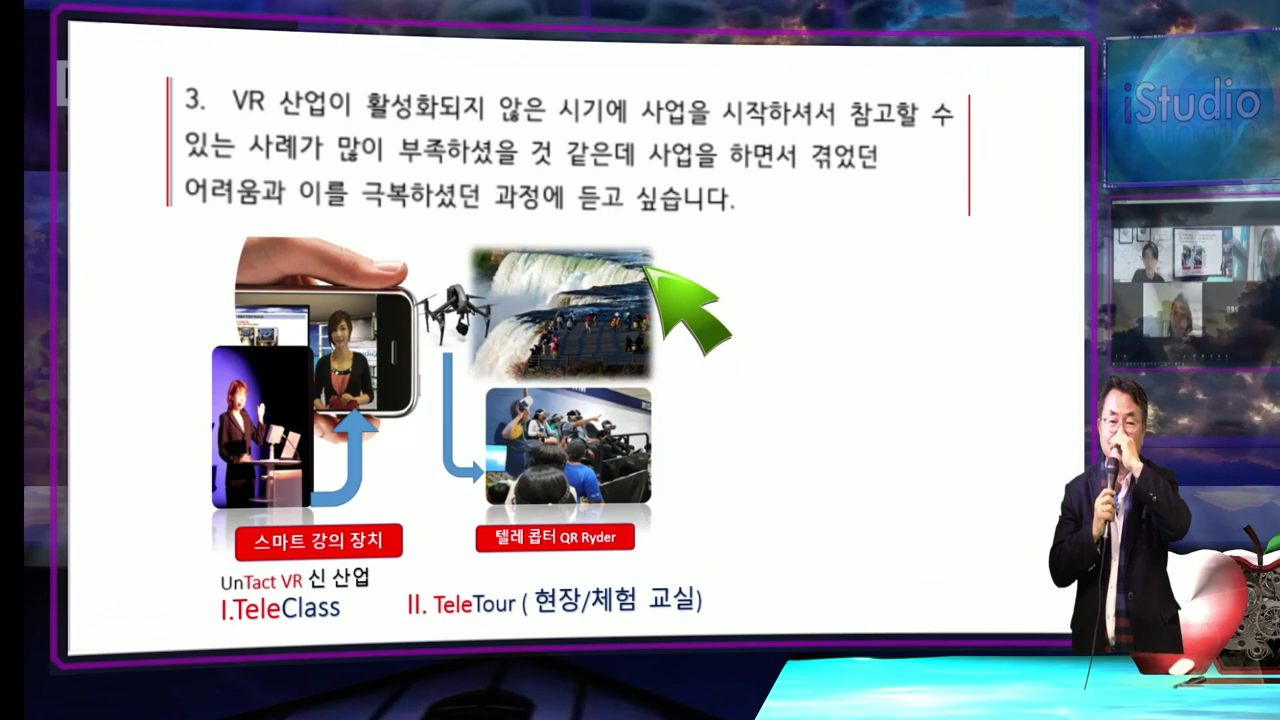 3. VR 산업이 활성화되지 않은 시기에 사업을 시작하셔서 참고할 수
있는 사례가 많이 부족하셨을 것 같은데 사업을 하면서 겪었던
어려움과 이를 극복하셨던 과정에 듣고 싶습니다.
iStudio
스마트 강의 장치
텔레 콥터 QR Ryder
UnTact VR 신 산업
I.TeleClass
II. TeleTour ( 현장/체험 교실)